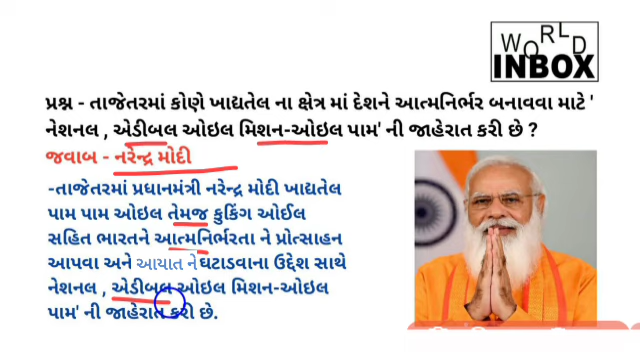 WORLD
INBOX
પ્રશ્ન - તાજેતરમાં કોણે ખાદ્યતેલ ના ક્ષેત્ર માં દેશને આત્મનિર્ભર બનાવવા માટે '
નેશનલ , એડીબલ ઓઇલ મિશન-ઓઇલ પામ' ની જાહેરાત કરી છે ?
જવાબ - નરેન્દ્ર મોદી
-તાજેતરમાં પ્રધાનમંત્રી નરેન્દ્ર મોદી ખાદ્યતેલ
પામ પામ ઓઇલ તેમજ કુકિંગ ઓઈલ
સહિત ભારતને આત્મનિર્ભરતા ને પ્રોત્સાહન
આપવા અને આયાત ને ઘટાડવાના ઉદ્દેશ સાથે
નેશનલ , એડીબલ ઓઇલ મિશન-ઓઇલ
પામ' ની જાહેરાત કરી છે.